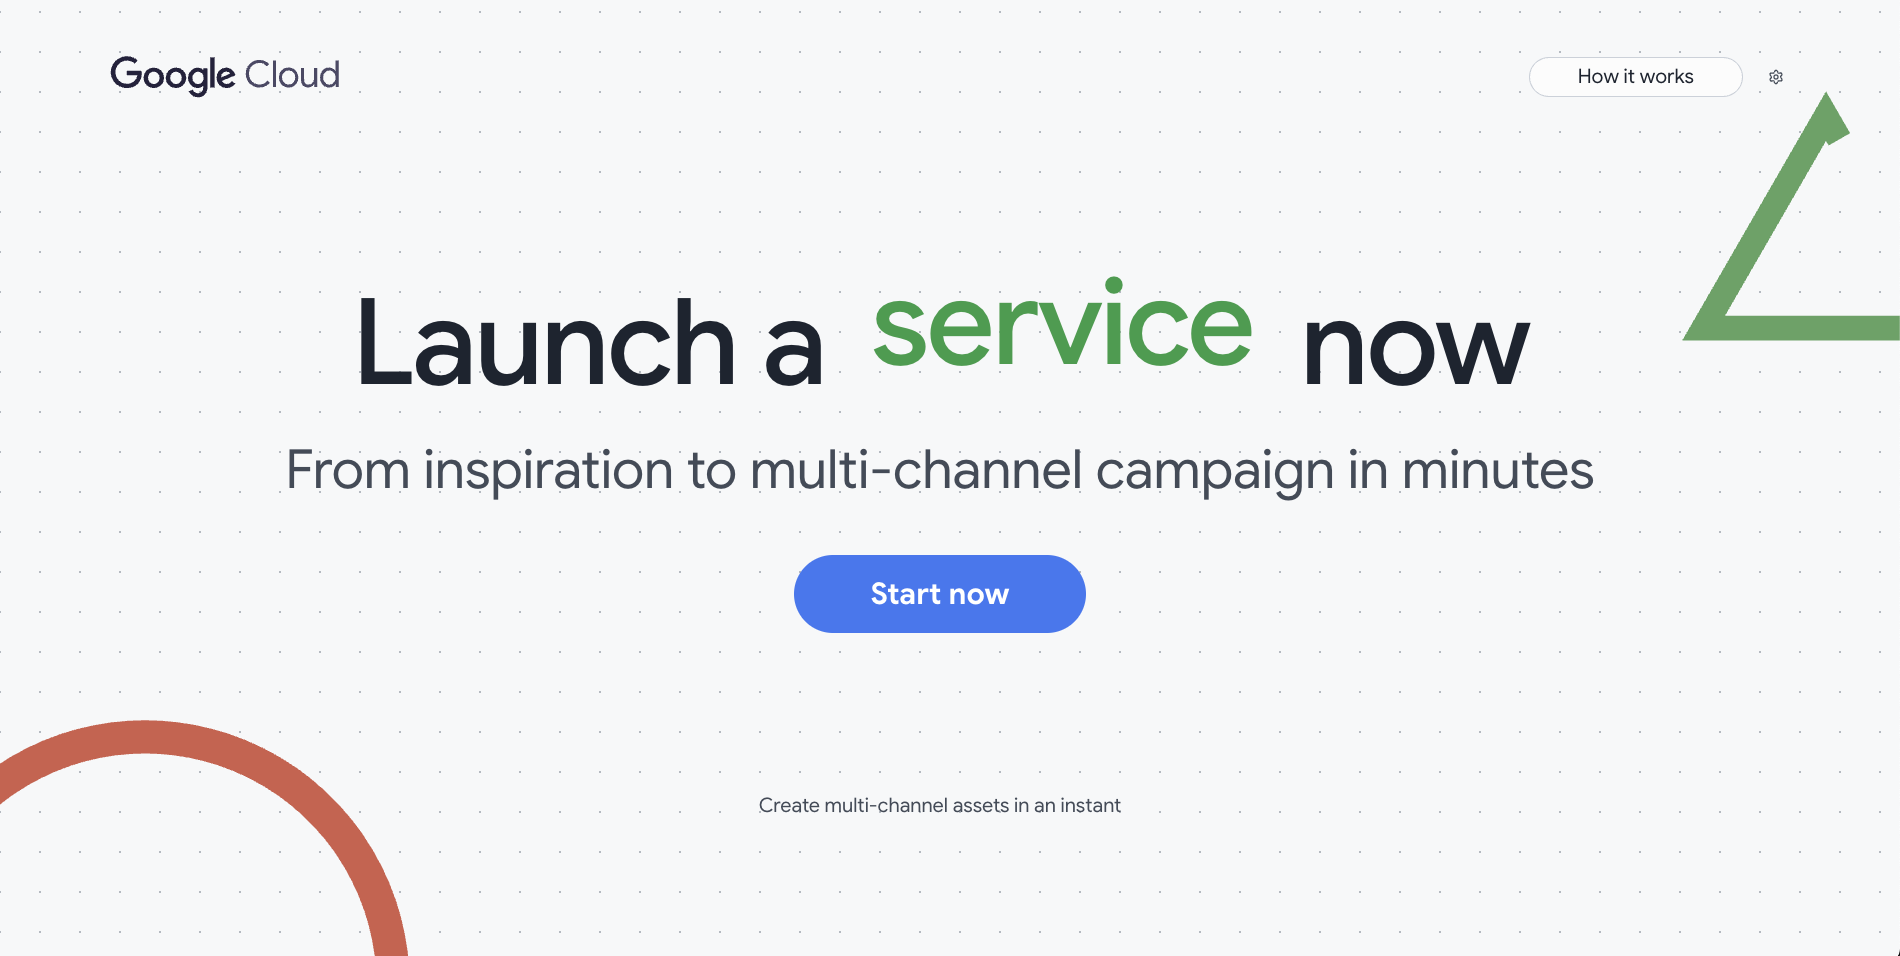 Google Cloud
How it works
Launch a service now
From inspiration to multi-channel campaign in minutes
Start now
Create multi-channel assets in an instant